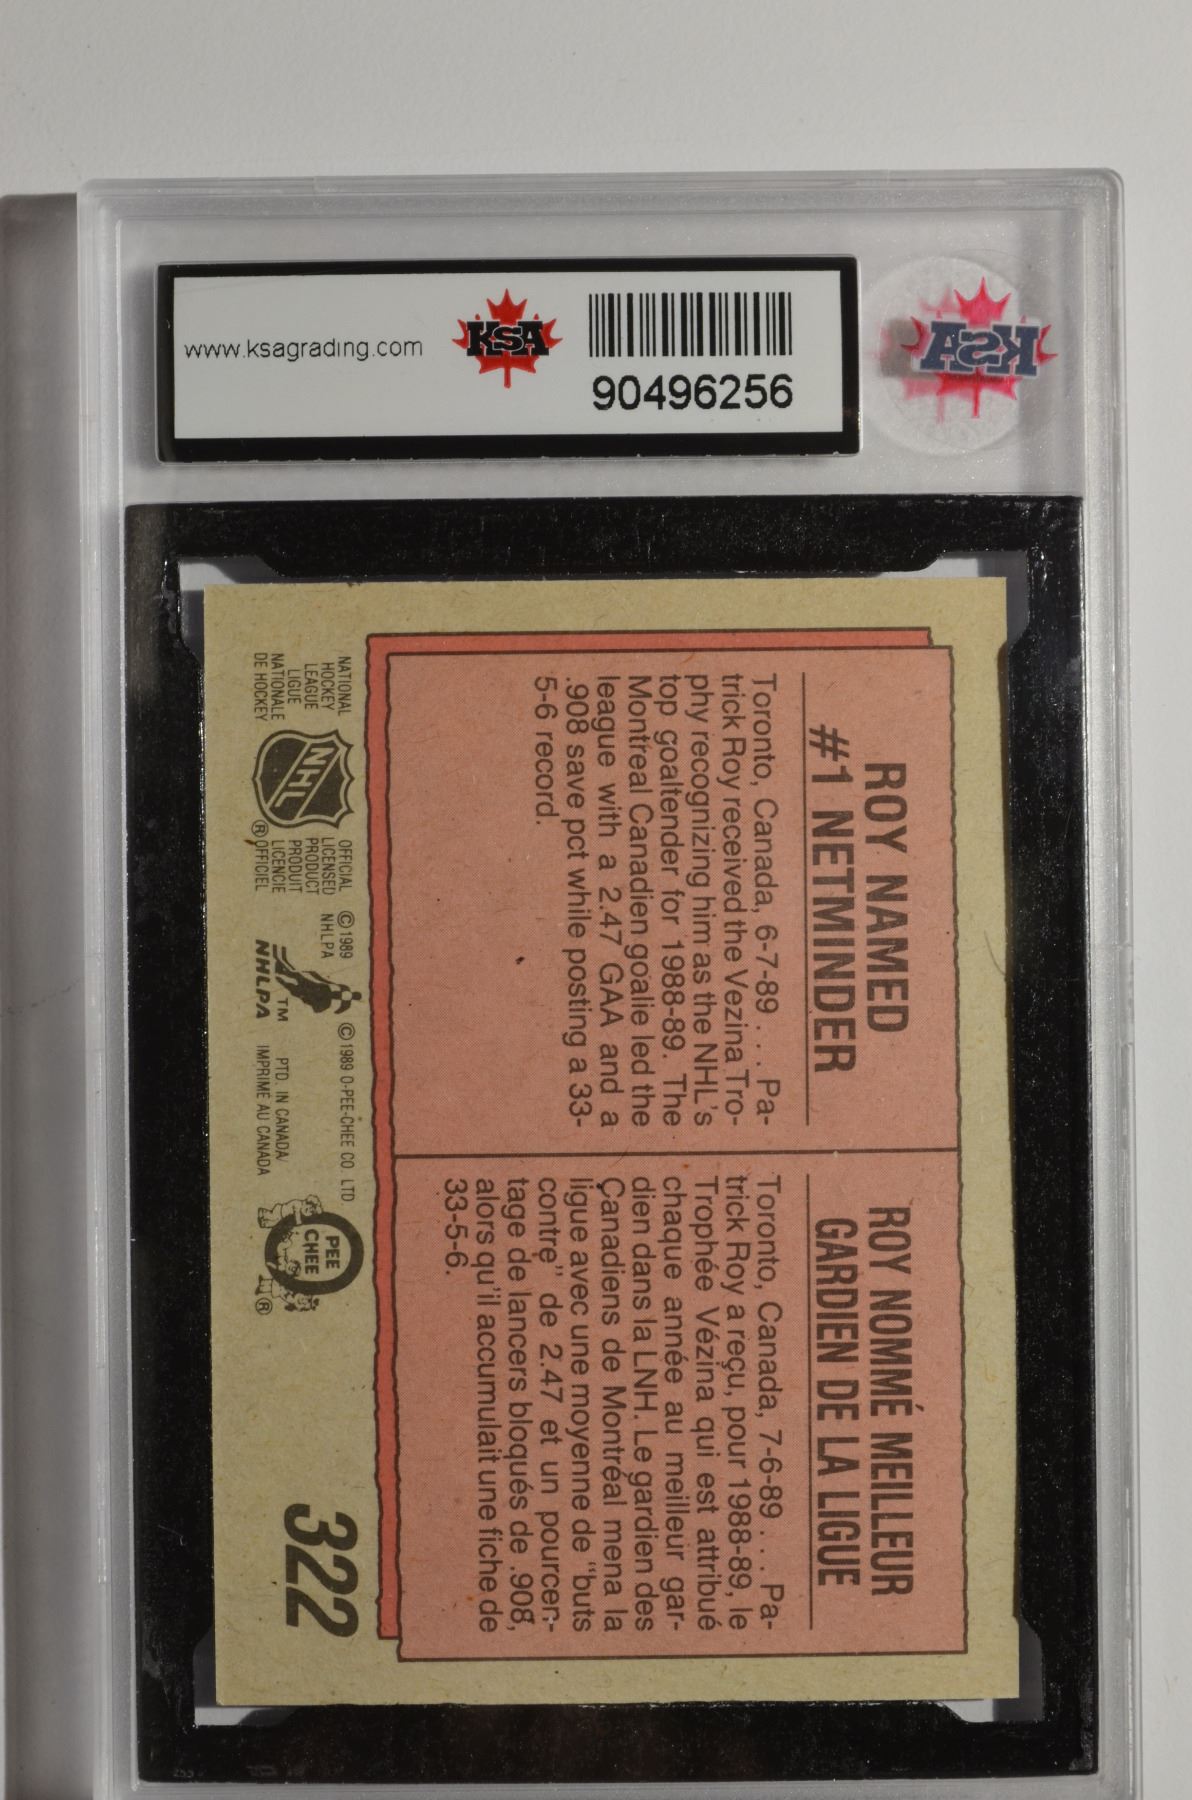 www.ksagrading.com
KSA
90496256
KSA
ROY NAMED
#1 NETMINDER
Toronto, Canada, 6-7-89 . . . Pa-
trick Roy received the Vezina Tro-
phy recognizing him as the NHL's
top goaltender for 1988-89. The
Montreal Canadien goalie led the
league with a 2.47 GAA and a
.908 save pct while posting a 33-
5-6 record.
ROY NOMMÉ MEILLEUR
GARDIEN DE LA LIGUE
Toronto, Canada, 7-6-89 . . . Pa-
trick Roy a reçu, pour 1988-89, le
Trophée Vézina qui est attribué
chaque année au meilleur gar-
dien dans la LNH. Le gardien des
Canadiens de Montréal mena la
ligue avec une moyenne de "buts
contre" de 2.47 et un pourcen-
tage de lancers bloqués de .908,
alors qu'il accumulait une fiche de
33-5-6.
NATIONAL
HOCKEY
LEAGUE
LIGUE
NATIONALE
DE HOCKEY
NHL
®
OFFICIAL
LICENSED
PRODUCT
PRODUIT
LICENCIE
OFFICIEL
© 1989
NHLPA
NHLPA
TM
© 1989 O-PEE-CHEE CO. LTD
PTD. IN CANADA/
IMPRIME AU CANADA
O
PEE
CHEE
®
322